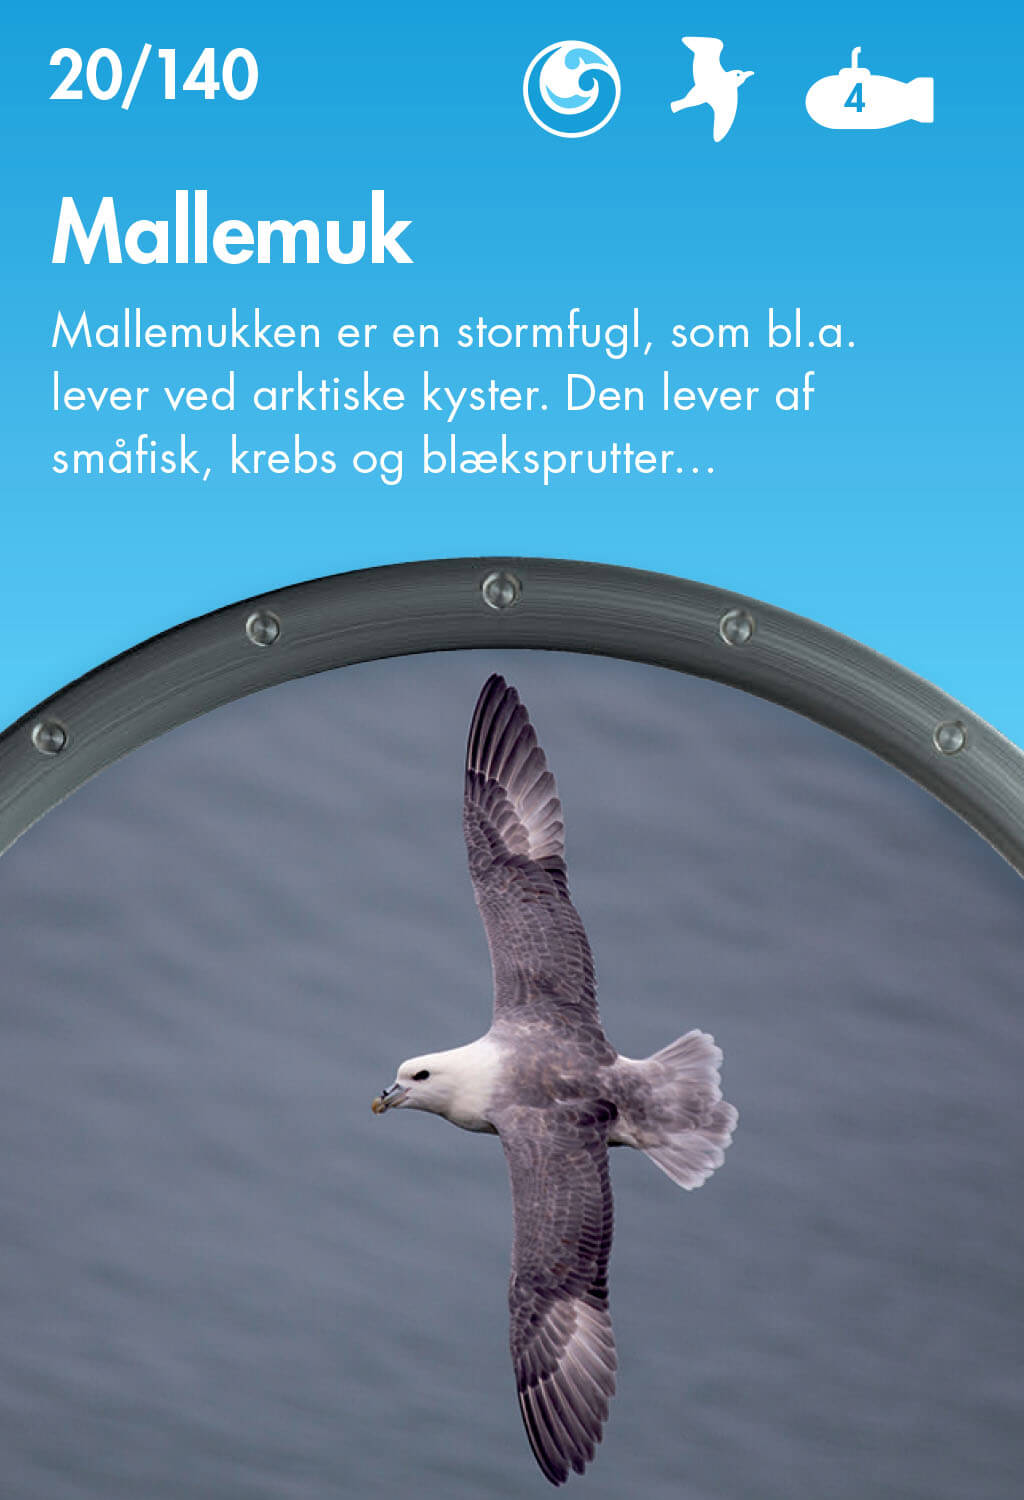 20/140
4
Mallemuk
Mallemukken er en stormfugl, som bl.a.
lever ved arktiske kyster. Den lever af
småfisk, krebs og blæksprutter...